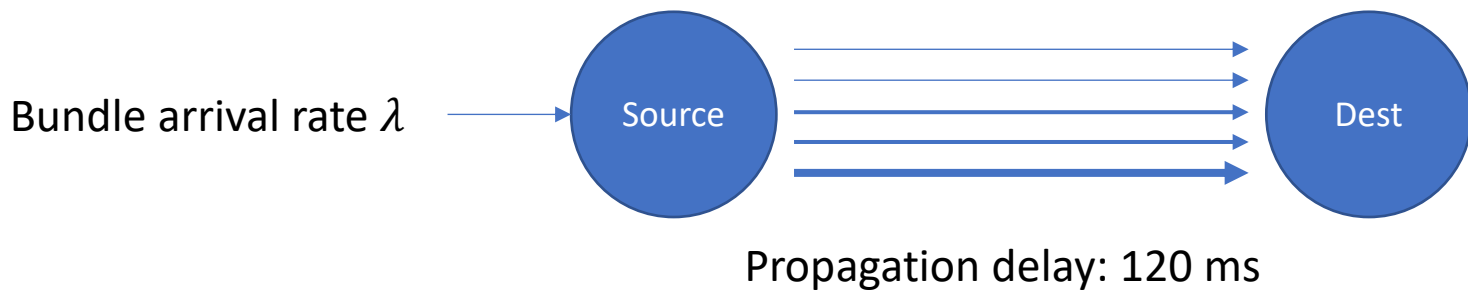 Bundle arrival rate λ
Source
Dest
Propagation delay: 120 ms